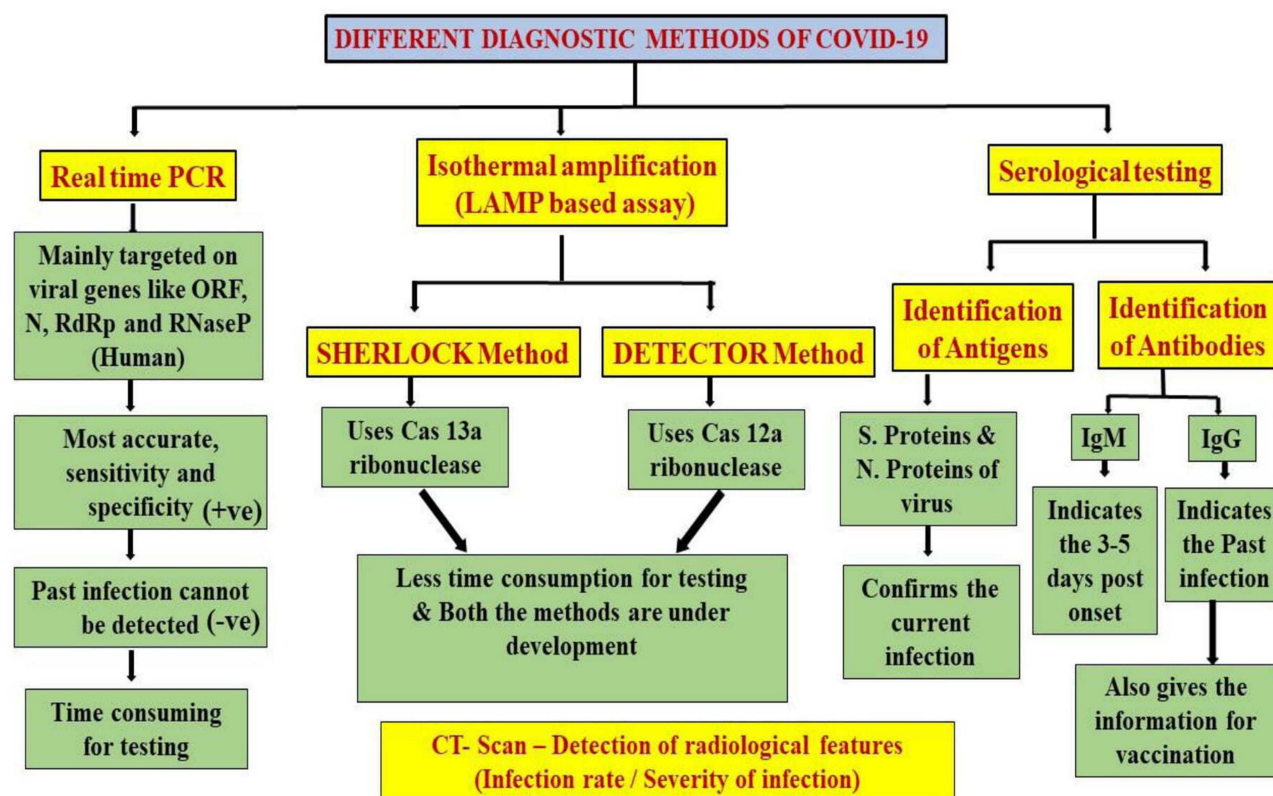 DIFFERENT DIAGNOSTIC METHODS OF COVID-19
Real time PCR
Mainly targeted on
viral genes like ORF,
N, RdRp and RNaseP
(Human)
Most accurate,
sensitivity and
specificity (+ve)
Past infection cannot
be detected (-ve)
Time consuming
for testing
Isothermal amplification
(LAMP based assay)
SHERLOCK Method
Uses Cas 13a
ribonuclease
DETECTOR Method
Uses Cas 12a
ribonuclease
Less time consumption for testing
& Both the methods are under
development
Serological testing
Identification
of Antigens
S. Proteins &
N. Proteins of
virus
Confirms the
current
infection
Identification
of Antibodies
IgM
Indicates
the 3-5
days post
onset
IgG
Indicates
the Past
infection
Also gives the
information for
vaccination
CT- Scan – Detection of radiological features
(Infection rate / Severity of infection)